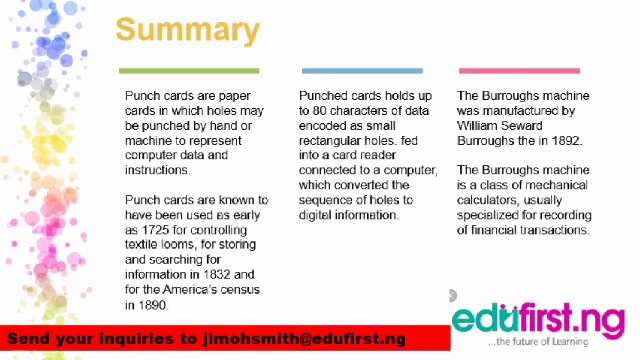 Summary
Punch cards are paper
cards in which holes may
be punched by hand or
machine to represent
computer data and
instructions.
Punch cards are known to
have been used as early
as 1725 for controlling
textile looms, for storing
and searching for
information in 1832 and
for the America's census
in 1890.
Punched cards holds up
to 80 characters of data
encoded as small
rectangular holes. fed
into a card reader
connected to a computer,
which converted the
sequence of holes to
digital information.
The Burroughs machine
was manufactured by
William Seward
Burroughs the in 1892.
The Burroughs machine
is a class of mechanical
calculators, usually
specialized for recording
of financial transactions.
edufirst.ng
...the future of Learning
Send your inquiries to jimohsmith@edufirst.ng